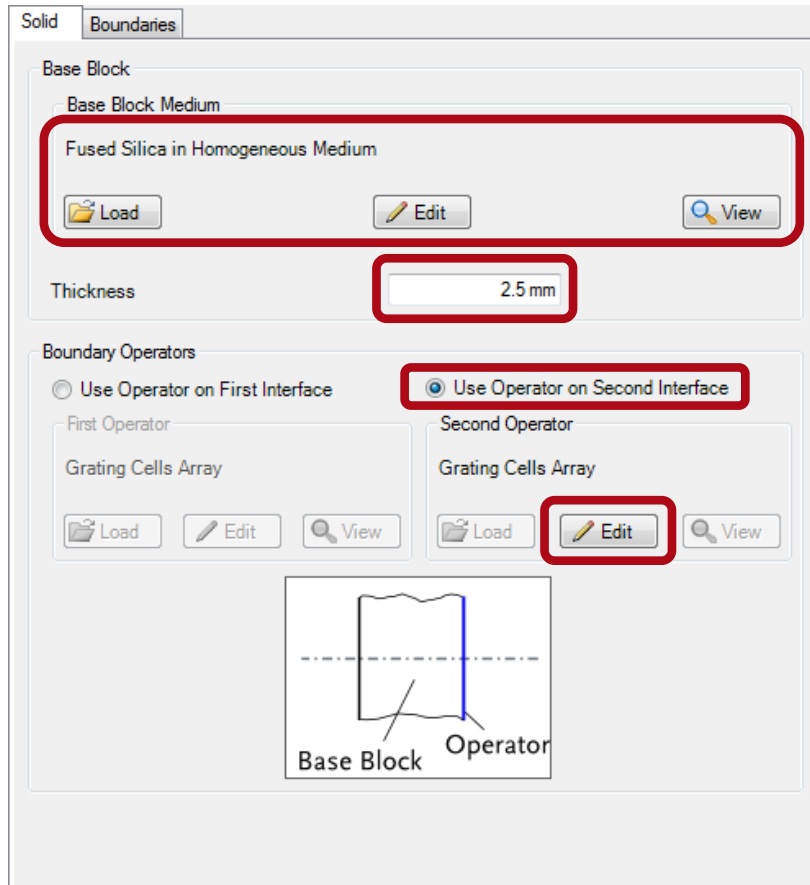 Solid Boundaries
Base Block
Base Block Medium
Fused Silica in Homogeneous Medium
Load Edit View
Thickness 2.5 mm
Boundary Operators
Use Operator on First Interface Use Operator on Second Interface
First Operator Second Operator
Grating Cells Array Grating Cells Array
Load Edit View Load Edit View
Base Block Operator